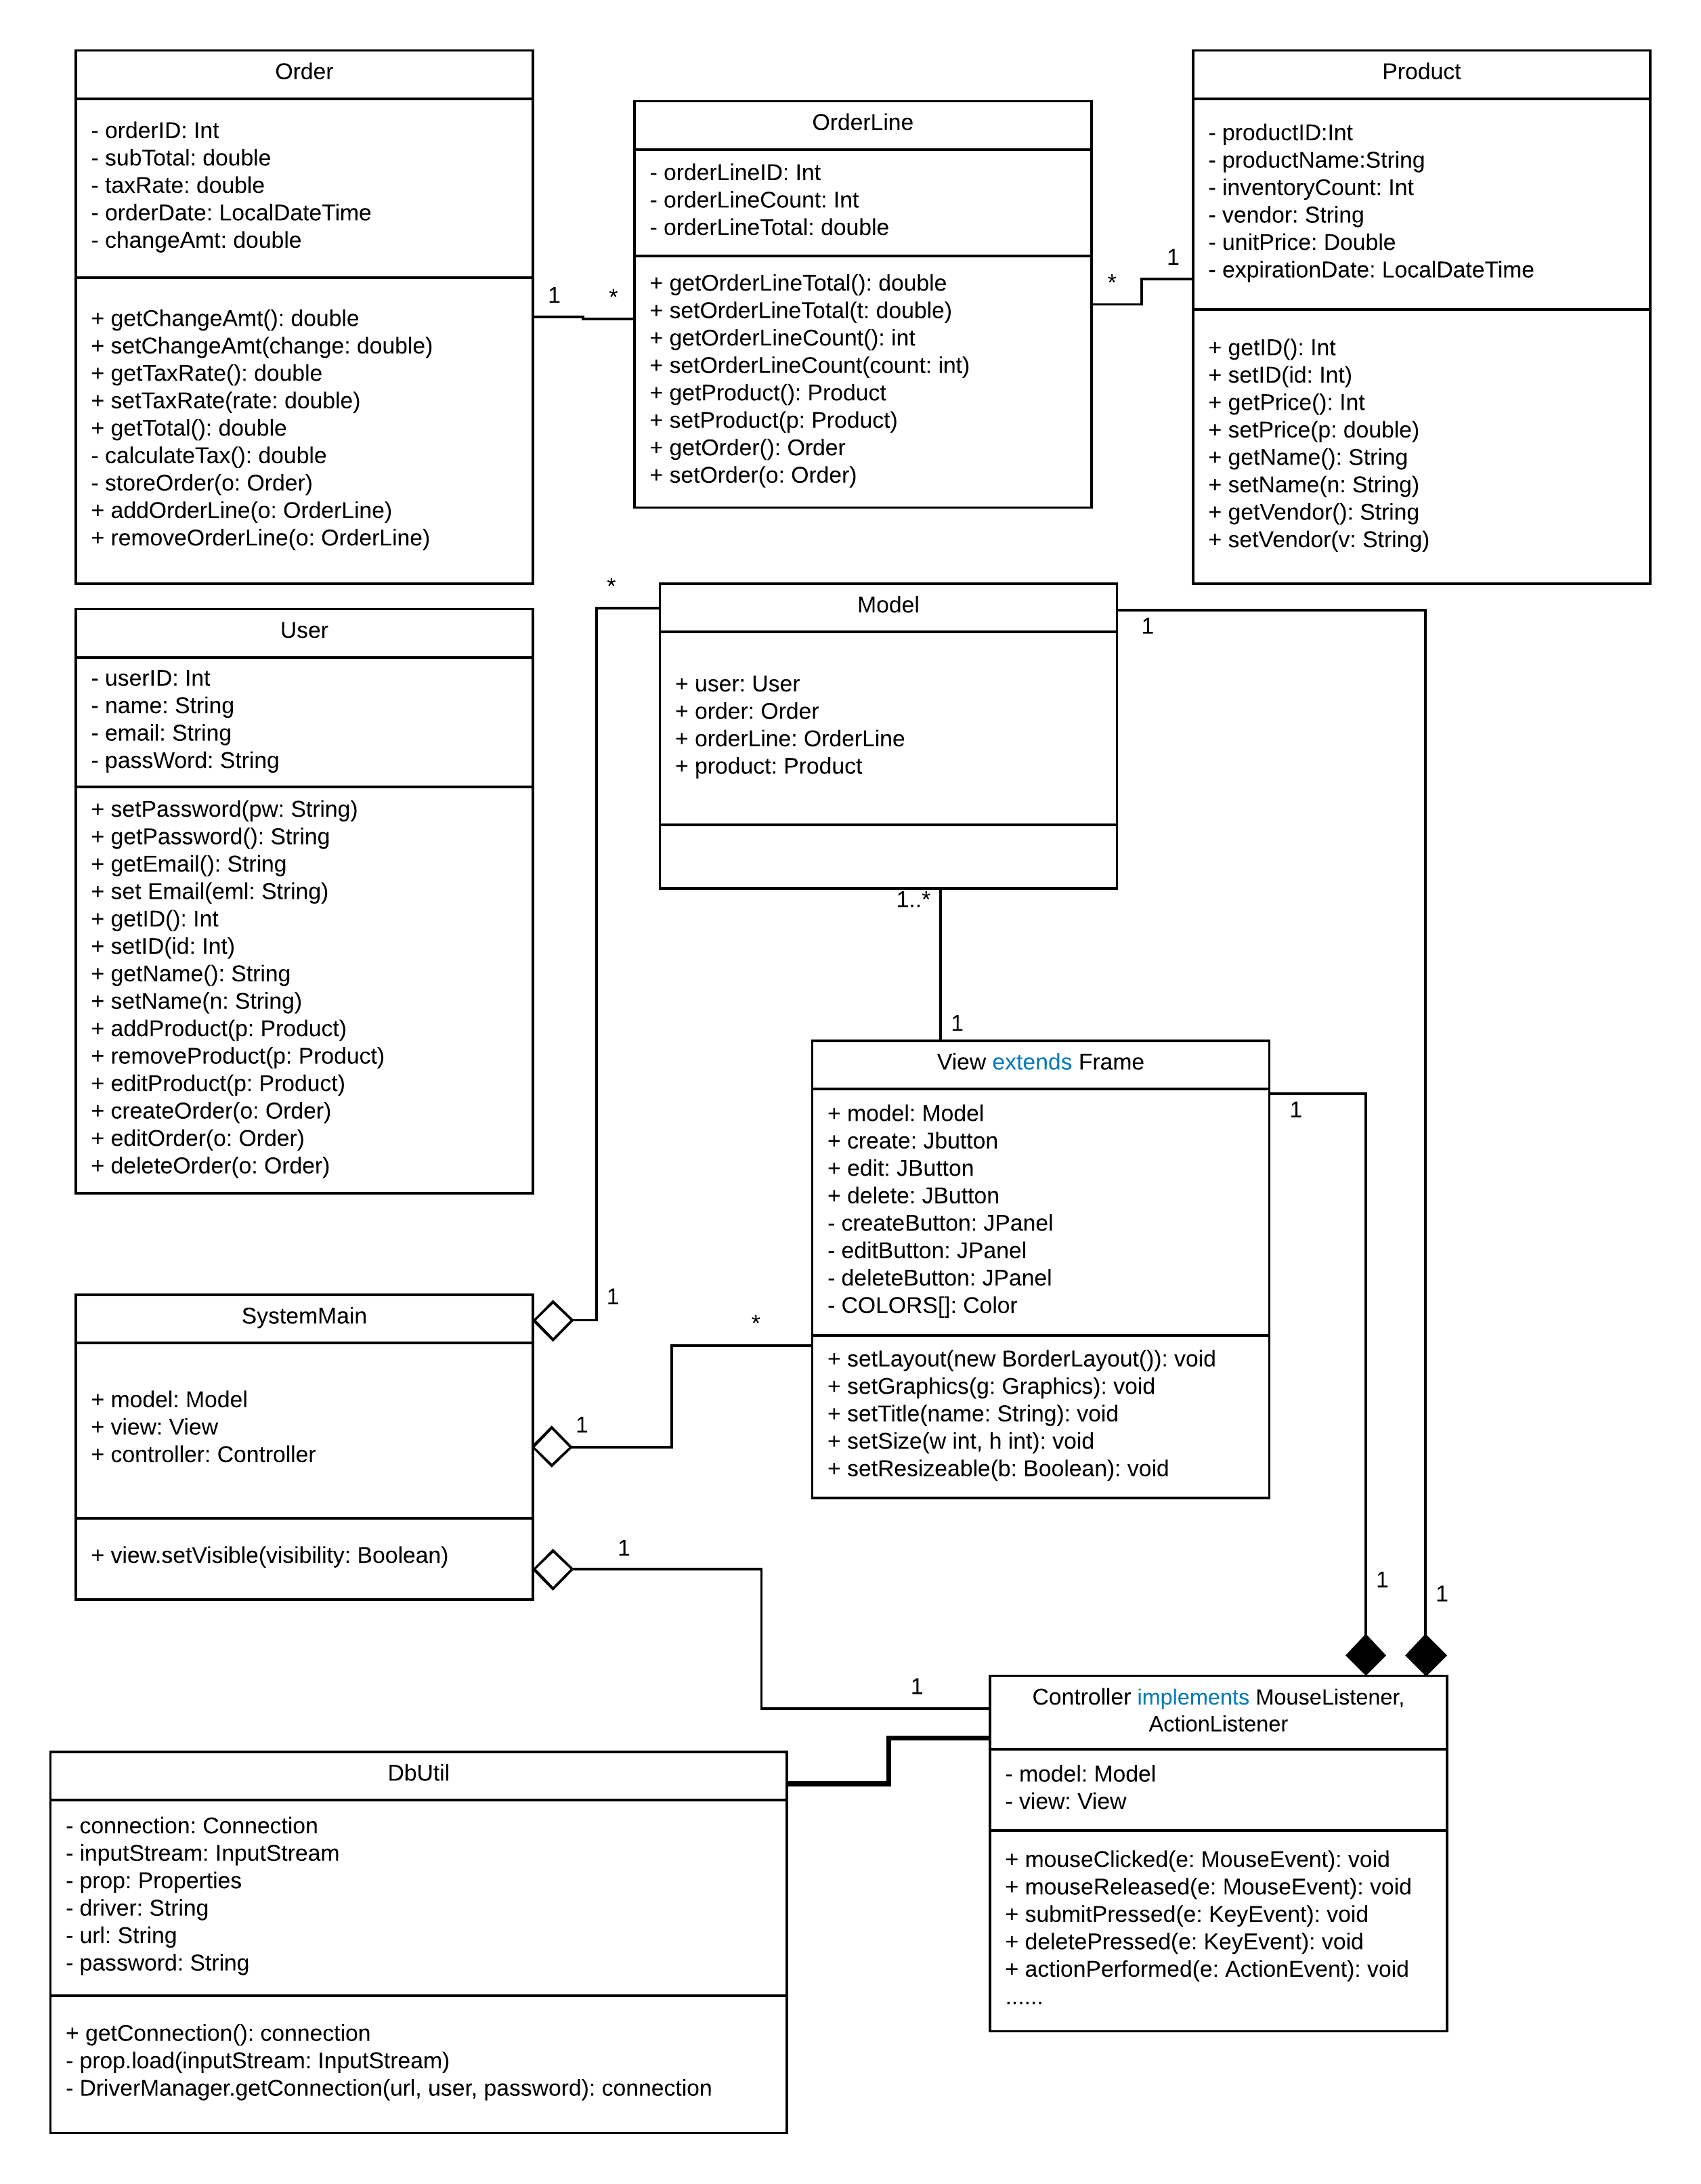 Order
- orderID: Int
- subTotal: double
- taxRate: double
- orderDate: LocalDateTime
- changeAmt: double
+ getChangeAmt(): double
+ setChangeAmt(change: double)
+ getTaxRate(): double
+ setTaxRate(rate: double)
+ getTotal(): double
- calculateTax(): double
- storeOrder(o: Order)
+ addOrderLine(o: OrderLine)
+ removeOrderLine(o: OrderLine)
1
*
OrderLine
- orderLineID: Int
- orderLineCount: Int
- orderLineTotal: double
+ getOrderLineTotal(): double
+ setOrderLineTotal(t: double)
+ getOrderLineCount(): int
+ setOrderLineCount(count: int)
+ getProduct(): Product
+ setProduct(p: Product)
+ getOrder(): Order
+ setOrder(o: Order)
*
1
Product
- productID:Int
- productName:String
- inventoryCount: Int
- vendor: String
- unitPrice: Double
- expirationDate: LocalDateTime
+ getID(): Int
+ setID(id: Int)
+ getPrice(): Int
+ setPrice(p: double)
+ getName(): String
+ setName(n: String)
+ getVendor(): String
+ setVendor(v: String)
User
- userID: Int
- name: String
- email: String
- passWord: String
+ setPassword(pw: String)
+ getPassword(): String
+ getEmail(): String
+ set Email(eml: String)
+ getID(): Int
+ setID(id: Int)
+ getName(): String
+ setName(n: String)
+ addProduct(p: Product)
+ removeProduct(p: Product)
+ editProduct(p: Product)
+ createOrder(o: Order)
+ editOrder(o: Order)
+ deleteOrder(o: Order)
*
Model
1
+ user: User
+ order: Order
+ orderLine: OrderLine
+ product: Product
1..*
1
View extends Frame
1
+ model: Model
+ create: Jbutton
+ edit: JButton
+ delete: JButton
- createButton: JPanel
- editButton: JPanel
- deleteButton: JPanel
- COLORS[]: Color
+ setLayout(new BorderLayout()): void
+ setGraphics(g: Graphics): void
+ setTitle(name: String): void
+ setSize(w int, h int): void
+ setResizeable(b: Boolean): void
SystemMain
+ model: Model
+ view: View
+ controller: Controller
+ view.setVisible(visibility: Boolean)
1
*
1
1
1
1
1
Controller implements MouseListener,
ActionListener
- model: Model
- view: View
+ mouseClicked(e: MouseEvent): void
+ mouseReleased(e: MouseEvent): void
+ submitPressed(e: KeyEvent): void
+ deletePressed(e: KeyEvent): void
+ actionPerformed(e: ActionEvent): void
......
DbUtil
- connection: Connection
- inputStream: InputStream
- prop: Properties
- driver: String
- url: String
- password: String
+ getConnection(): connection
- prop.load(inputStream: InputStream)
- DriverManager.getConnection(url, user, password): connection